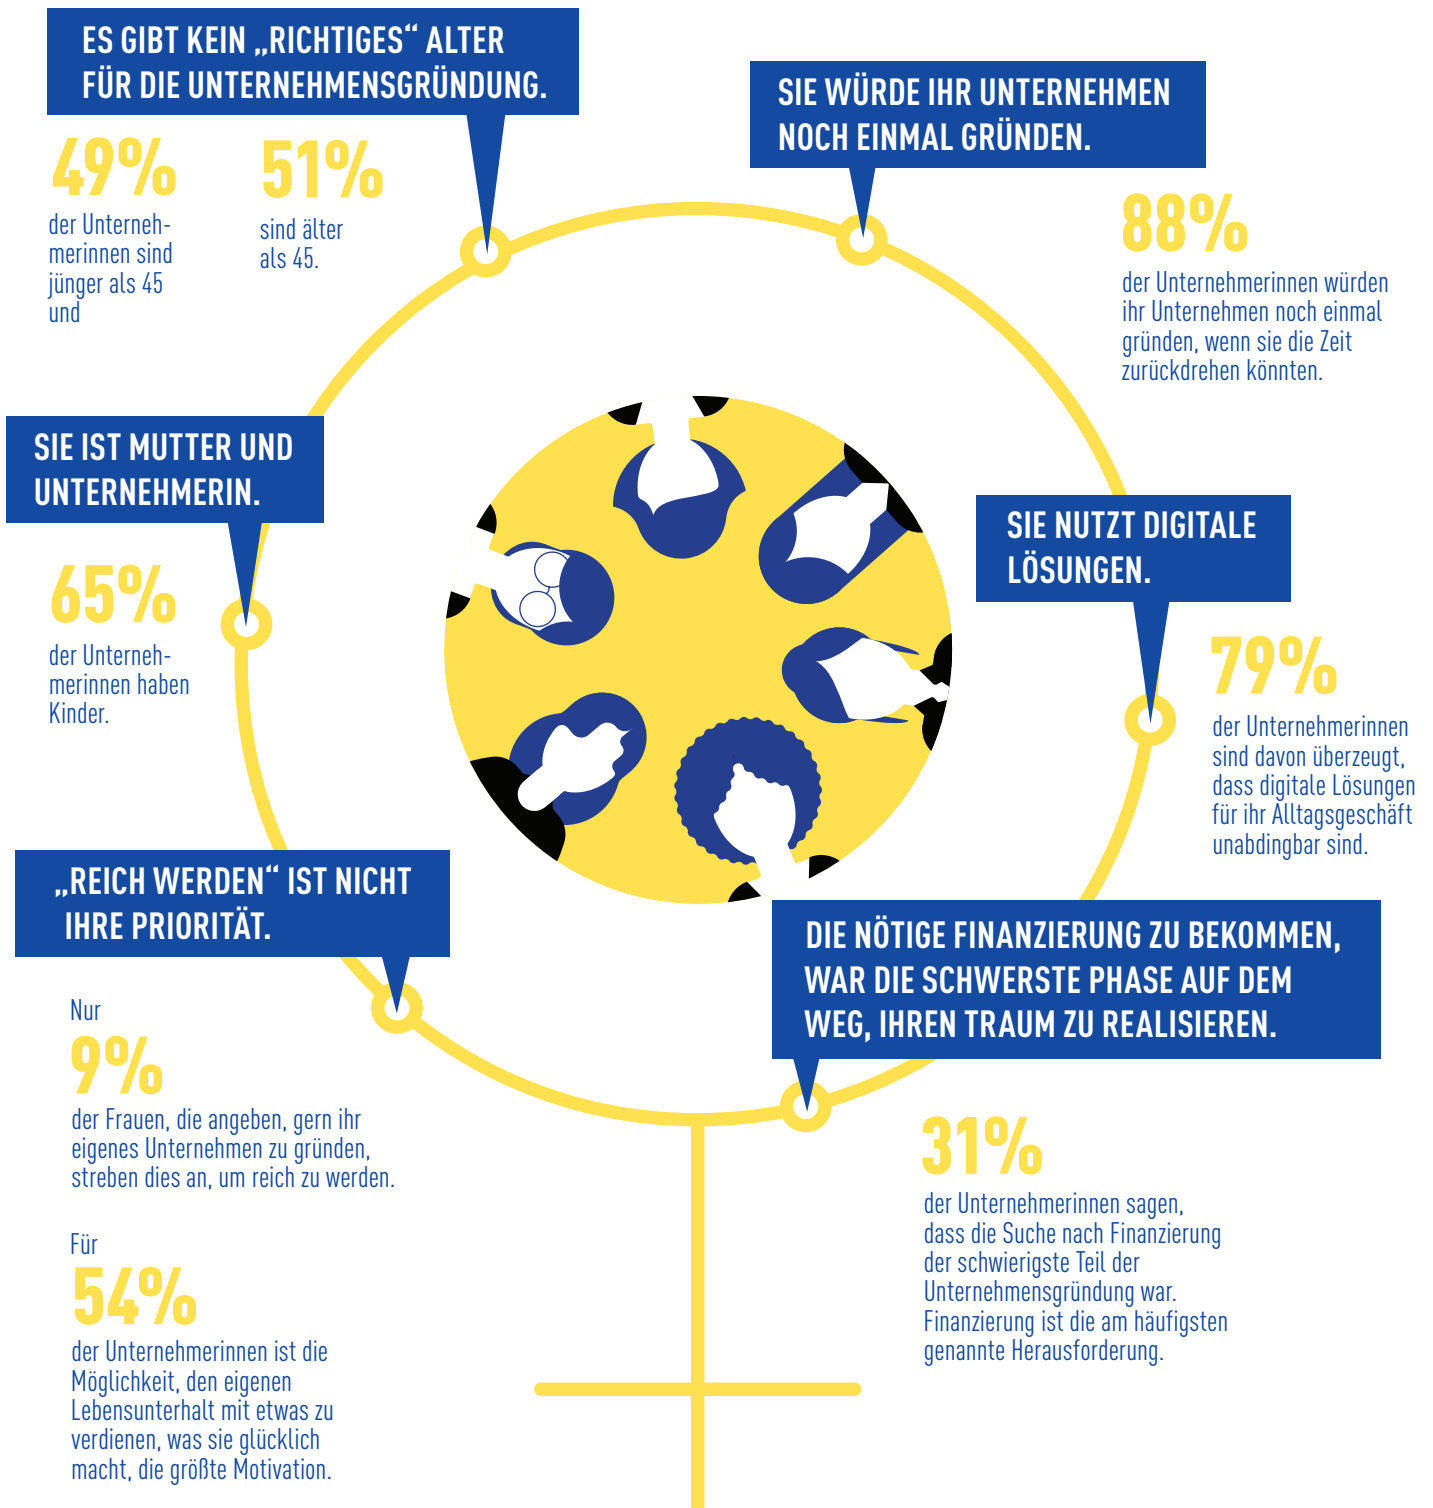 ES GIBT KEIN „RICHTIGES“ ALTER
FÜR DIE UNTERNEHMENSGRÜNDUNG.
49%
der Unterneh-
merinnen sind
jünger als 45
und
51%
sind älter
als 45.
SIE WÜRDE IHR UNTERNEHMEN
NOCH EINMAL GRÜNDEN.
88%
der Unternehmerinnen würden
ihr Unternehmen noch einmal
gründen, wenn sie die Zeit
zurückdrehen könnten.
SIE IST MUTTER UND
UNTERNEHMERIN.
65%
der Unterneh-
merinnen haben
Kinder.
SIE NUTZT DIGITALE
LÖSUNGEN.
79%
der Unternehmerinnen
sind davon überzeugt,
dass digitale Lösungen
für ihr Alltagsgeschäft
unabdingbar sind.
„REICH WERDEN“ IST NICHT
IHRE PRIORITÄT.
Nur
9%
der Frauen, die angeben, gern ihr
eigenes Unternehmen zu gründen,
streben dies an, um reich zu werden.
Für
54%
der Unternehmerinnen ist die
Möglichkeit, den eigenen
Lebensunterhalt mit etwas zu
verdienen, was sie glücklich
macht, die größte Motivation.
DIE NÖTIGE FINANZIERUNG ZU BEKOMMEN,
WAR DIE SCHWERSTE PHASE AUF DEM
WEG, IHREN TRAUM ZU REALISIEREN.
31%
der Unternehmerinnen sagen,
dass die Suche nach Finanzierung
der schwierigste Teil der
Unternehmensgründung war.
Finanzierung ist die am häufigsten
genannte Herausforderung.